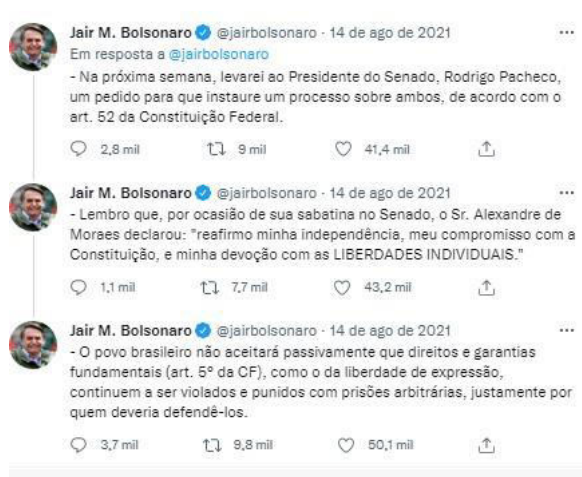 Jair M. Bolsonaro @jairbolsonaro · 14 de ago de 2021 ...
Em resposta a @jairbolsonaro
- Na próxima semana, levarei ao Presidente do Senado, Rodrigo Pacheco,
um pedido para que instaure um processo sobre ambos, de acordo com o
art. 52 da Constituição Federal.
2,8 mil 9 mil 41,4 mil
Jair M. Bolsonaro @jairbolsonaro · 14 de ago de 2021 ...
- Lembro que, por ocasião de sua sabatina no Senado, o Sr. Alexandre de
Moraes declarou: "reafirmo minha independência, meu compromisso com a
Constituição, e minha devoção com as LIBERDADES INDIVIDUAIS."
1,1 mil 7,7 mil 43,2 mil
Jair M. Bolsonaro @jairbolsonaro · 14 de ago de 2021 ...
- O povo brasileiro não aceitará passivamente que direitos e garantias
fundamentais (art. 5º da CF), como o da liberdade de expressão,
continuem a ser violados e punidos com prisões arbitrárias, justamente por
quem deveria defendê-los.
3,7 mil 9,8 mil 50,1 mil